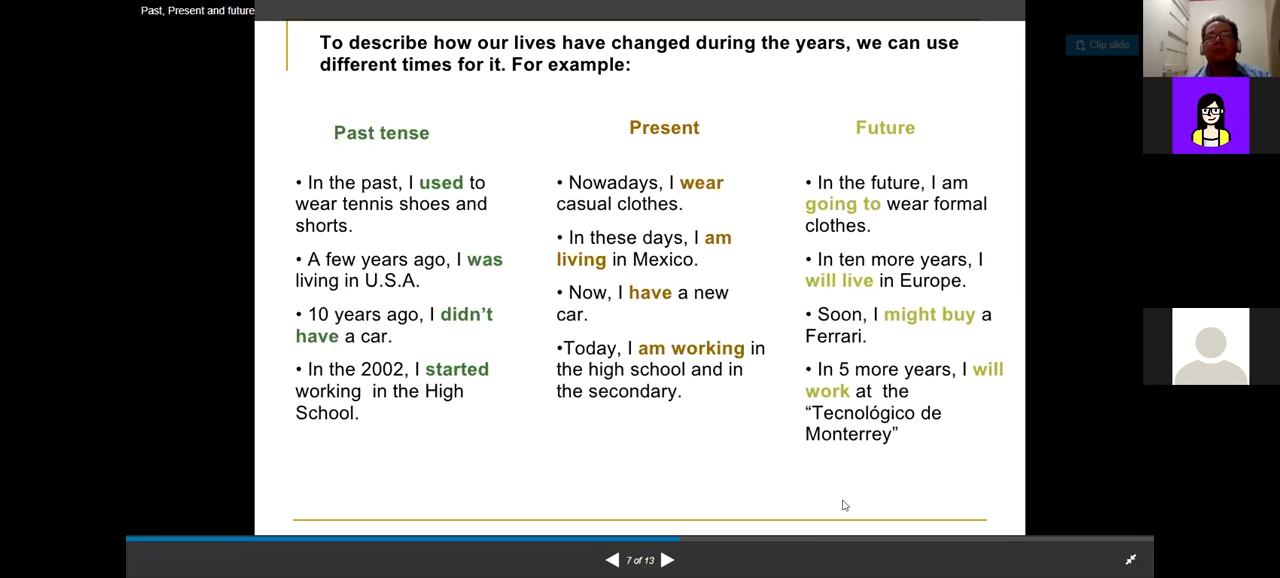 Past, Present and future
To describe how our lives have changed during the years, we can use
different times for it. For example:
Clip slide
Past tense
• In the past, I used to
wear tennis shoes and
shorts.
• A few years ago, I was
living in U.S.A.
• 10 years ago, I didn't
have a car.
• In the 2002, I started
working  in the High
School.
Present
• Nowadays, I wear
casual clothes.
• In these days, I am
living in Mexico.
• Now, I have a new
car.
•Today, I am working in
the high school and in
the secondary.
Future
• In the future, I am
going to wear formal
clothes.
• In ten more years, I
will live in Europe.
• Soon, I might buy a
Ferrari.
• In 5 more years, I will
work at  the
“Tecnológico de
Monterrey”
7 of 13